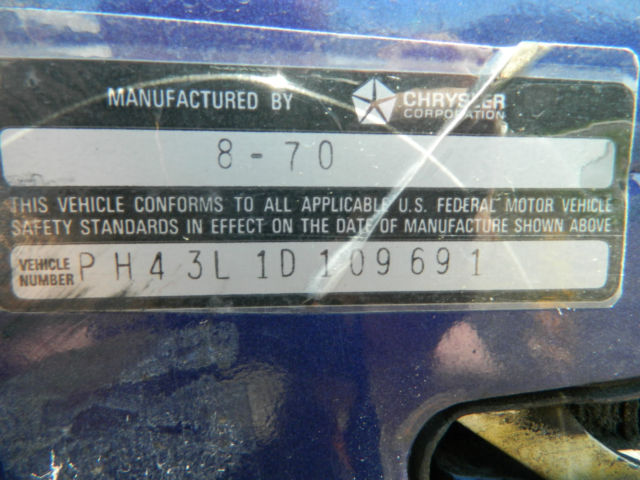 MANUFACTURED BY CHRYSLER CORPORATION
8-70
THIS VEHICLE CONFORMS TO ALL APPLICABLE U.S. FEDERAL MOTOR VEHICLE
SAFETY STANDARDS IN EFFECT ON THE DATE OF MANUFACTURE SHOWN ABOVE
VEHICLE NUMBER PH43L1D109691